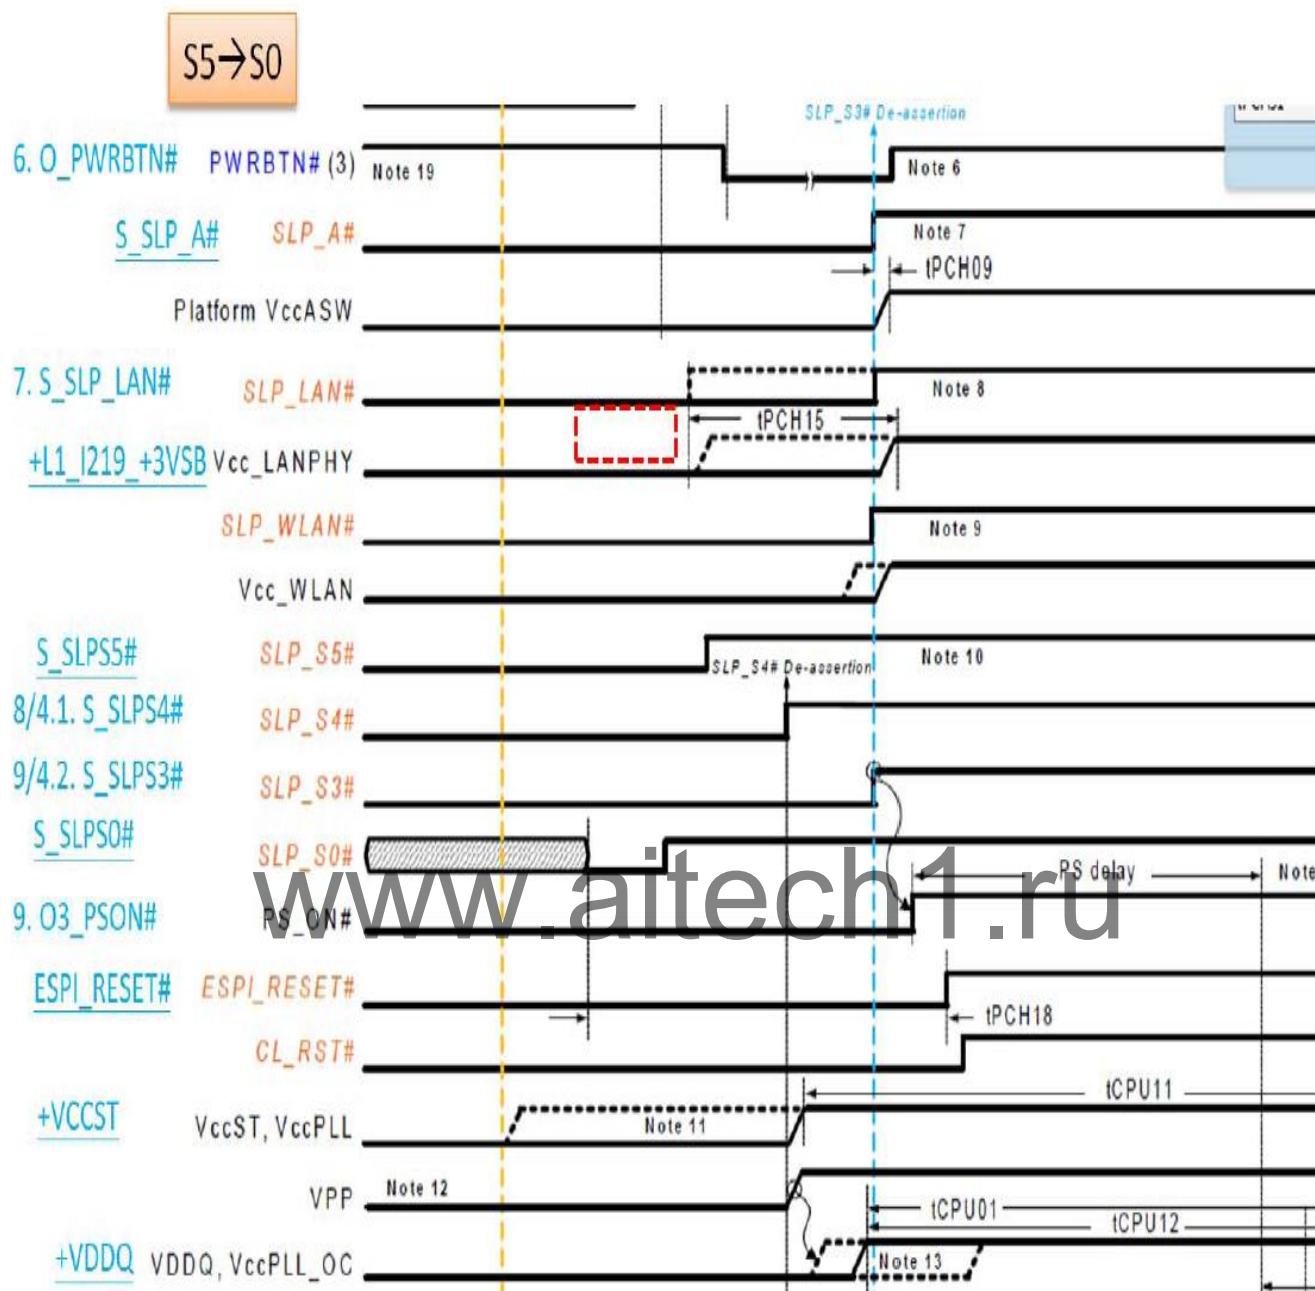 S5→S0
SLP_S3# De-assertion
6. O_PWRBTN# PWRBTN# (3) Note 19 Note 6
S_SLP_A# SLP_A# Note 7
tPCH09
Platform VccASW
7. S_SLP_LAN# SLP_LAN# Note 8
tPCH15
+L1_I219_+3VSB Vcc_LANPHY
SLP_WLAN# Note 9
Vcc_WLAN
S_SLPS5# SLP_S5# Note 10
SLP_S4# De-assertion
8/4.1. S_SLPS4# SLP_S4#
9/4.2. S_SLPS3# SLP_S3#
S_SLPS0# SLP_S0#
PS delay Note
www.aitech1.ru
9. O3_PSON# PS_ON#
ESPI_RESET# ESPI_RESET#
tPCH18
CL_RST#
tCPU11
+VCCST VccST, VccPLL Note 11
VPP Note 12
tCPU01
tCPU12
+VDDQ VDDQ, VccPLL_OC Note 13